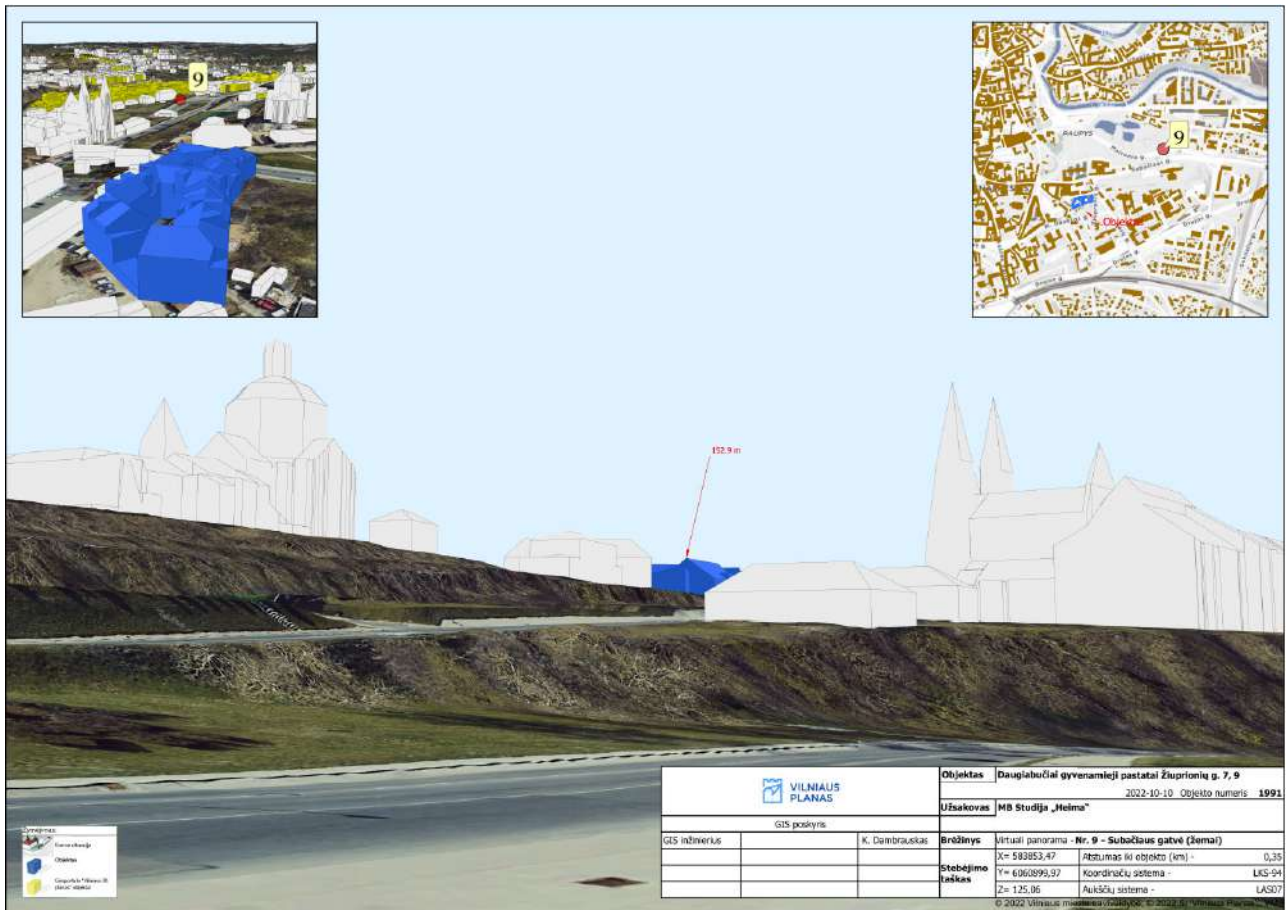 9
9
PAUPYS
Maironio g.
Subačiaus g.
Objektas
152.9 m
VILNIAUS
PLANAS
GIS poskyris
GIS inžinierius K. Dambrauskas
Objektas Daugiabučiai gyvenamieji pastatai Žiuprionių g. 7, 9
2022-10-10 Objekto numeris 1991
Užsakovas MB Studija „Heima"
Brėžinys Virtuali panorama - Nr. 9 - Subačiaus gatvė (žemai)
Stebėjimo taškas
X= 583853,47 Atstumas iki objekto (km) - 0,35
Y= 6060899,97 Koordinačių sistema - LKS-94
Z= 125,06 Aukščių sistema - LAS07
Objektas
© 2022 Vilniaus miesto savivaldybė, © 2022 SĮ "Vilniaus Planas",